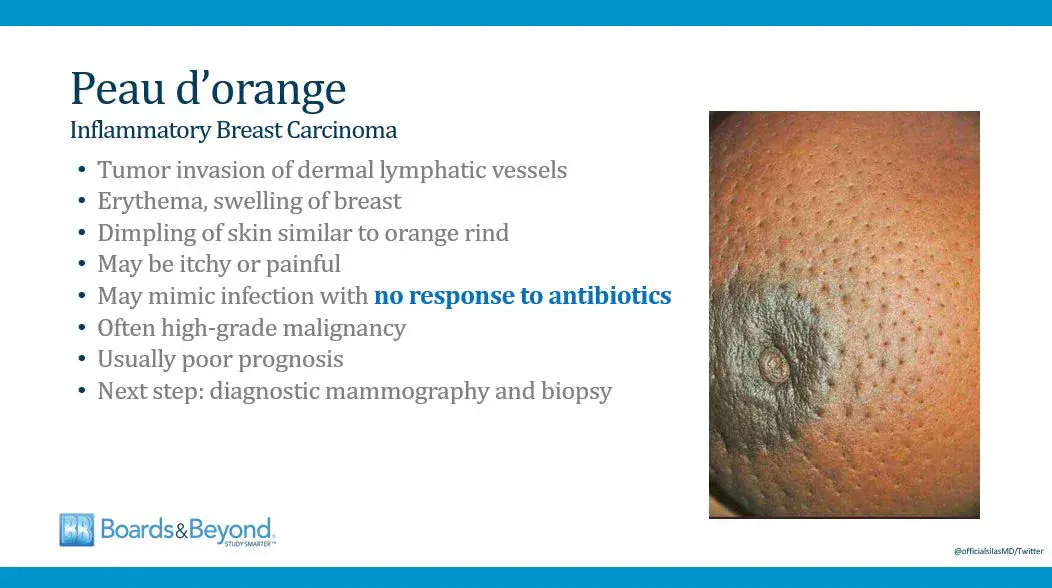 Peau d’orange
Inflammatory Breast Carcinoma
• Tumor invasion of dermal lymphatic vessels
• Erythema, swelling of breast
• Dimpling of skin similar to orange rind
• May be itchy or painful
• May mimic infection with no response to antibiotics
• Often high-grade malignancy
• Usually poor prognosis
• Next step: diagnostic mammography and biopsy
BB Boards&Beyond.
STUDY SMARTER™
@officialsilasMD/Twitter